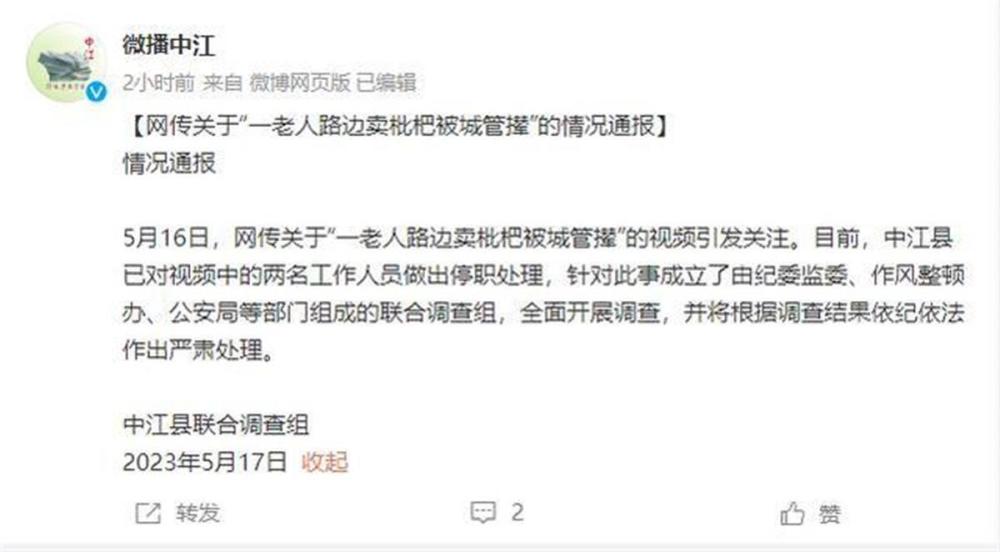 中江
微播中江
2小时前 来自 微博网页版 已编辑
【网传关于“一老人路边卖枇杷被城管撵”的情况通报】
情况通报
5月16日，网传关于“一老人路边卖枇杷被城管撵”的视频引发关注。目前，中江县
已对视频中的两名工作人员做出停职处理，针对此事成立了由纪委监委、作风整顿
办、公安局等部门组成的联合调查组，全面开展调查，并将根据调查结果依纪依法
作出严肃处理。
中江县联合调查组
2023年5月17日 收起
转发 2 赞